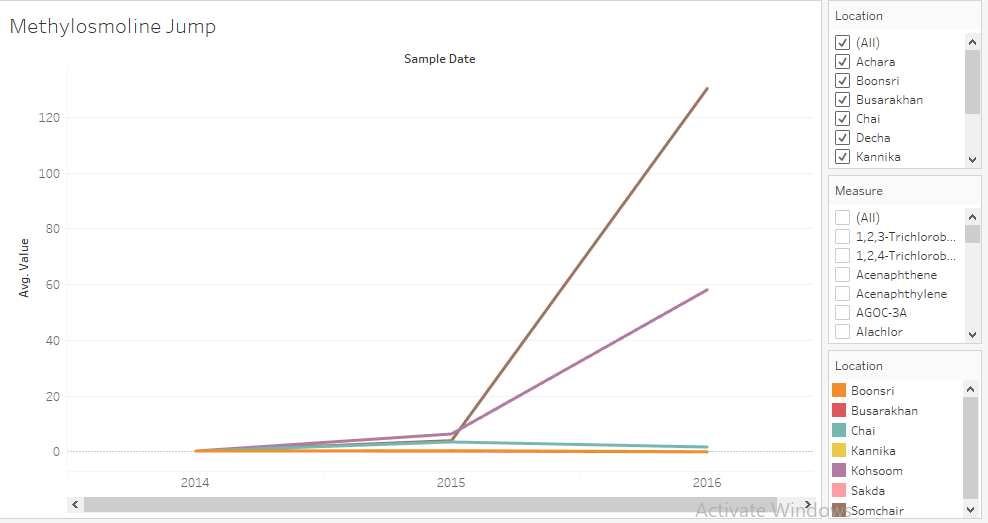 Methylosmoline Jump
Sample Date
Avg. Value
120
100
80
60
40
20
0
2014
2015
2016
Location
(All)
Achara
Boonsri
Busarakhan
Chai
Decha
Kannika
Measure
(All)
1,2,3-Trichlorob...
1,2,4-Trichlorob...
Acenaphthene
Acenaphthylene
AGOC-3A
Alachlor
Location
Boonsri
Busarakhan
Chai
Kannika
Kohsoom
Sakda
Somchair
Activate Windows